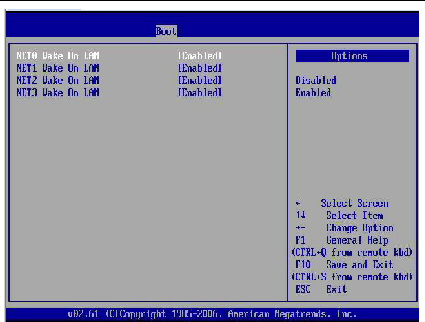 Boot
NET0 Wake On LAN [Enabled]
NET1 Wake On LAN [Enabled]
NET2 Wake On LAN [Enabled]
NET3 Wake On LAN [Enabled]
Options
Disabled
Enabled
← Select Screen
↑↓ Select Item
+- Change Option
F1 General Help
(CTRL+Q from remote kbd)
F10 Save and Exit
(CTRL+S from remote kbd)
ESC Exit
v02.61 (C)Copyright 1985-2006, American Megatrends, Inc.